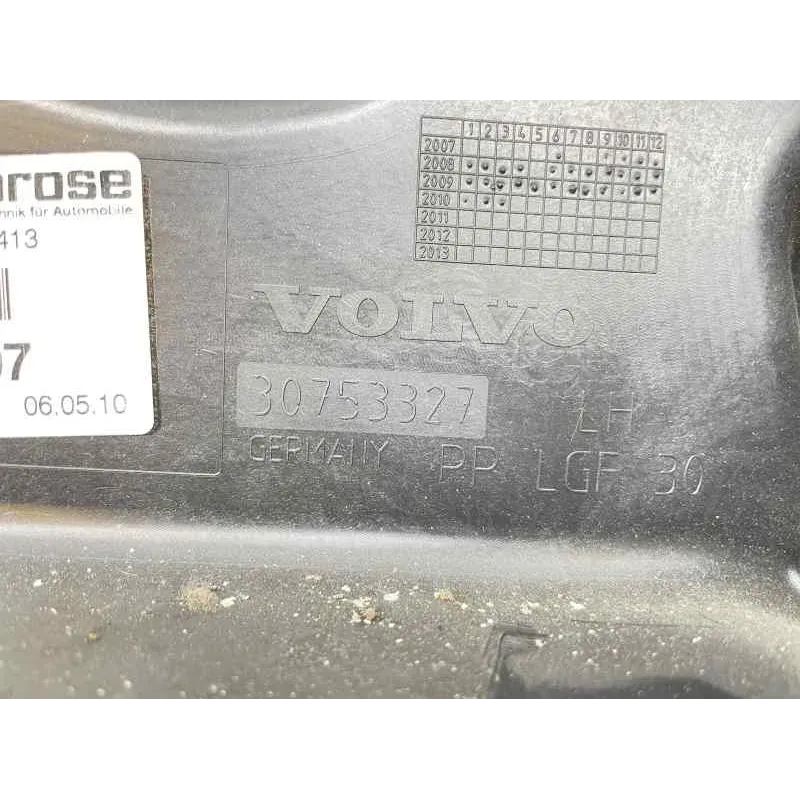 1 2 3 4 5 6 7 8 9 10 11 12
2007
2008
2009
2010
2011
2012
2013
rose
hnik für Automobile
413
07
06.05.10
VOLVO
30753327 LH
GERMANY PP LGF 30